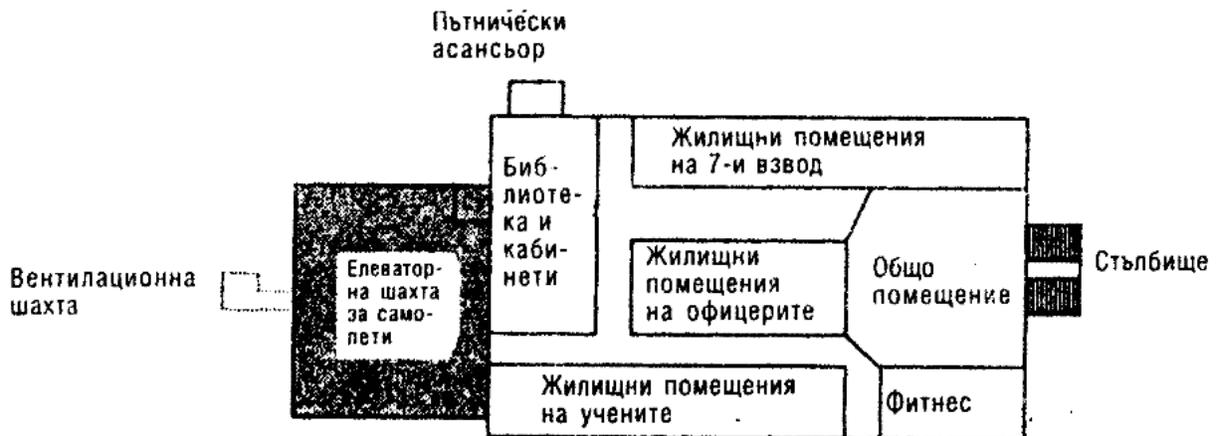 Пътнически
асансьор
Жилищни помещения
на 7-и взвод
Биб-
лиоте-
ка и
каби-
нети
Вентилационна
шахта
Елеватор-
на шахта
за само-
лети
Жилищни
помещения
на офицерите
Общо
помещение
Стълбище
Жилищни помещения
на учените
Фитнес